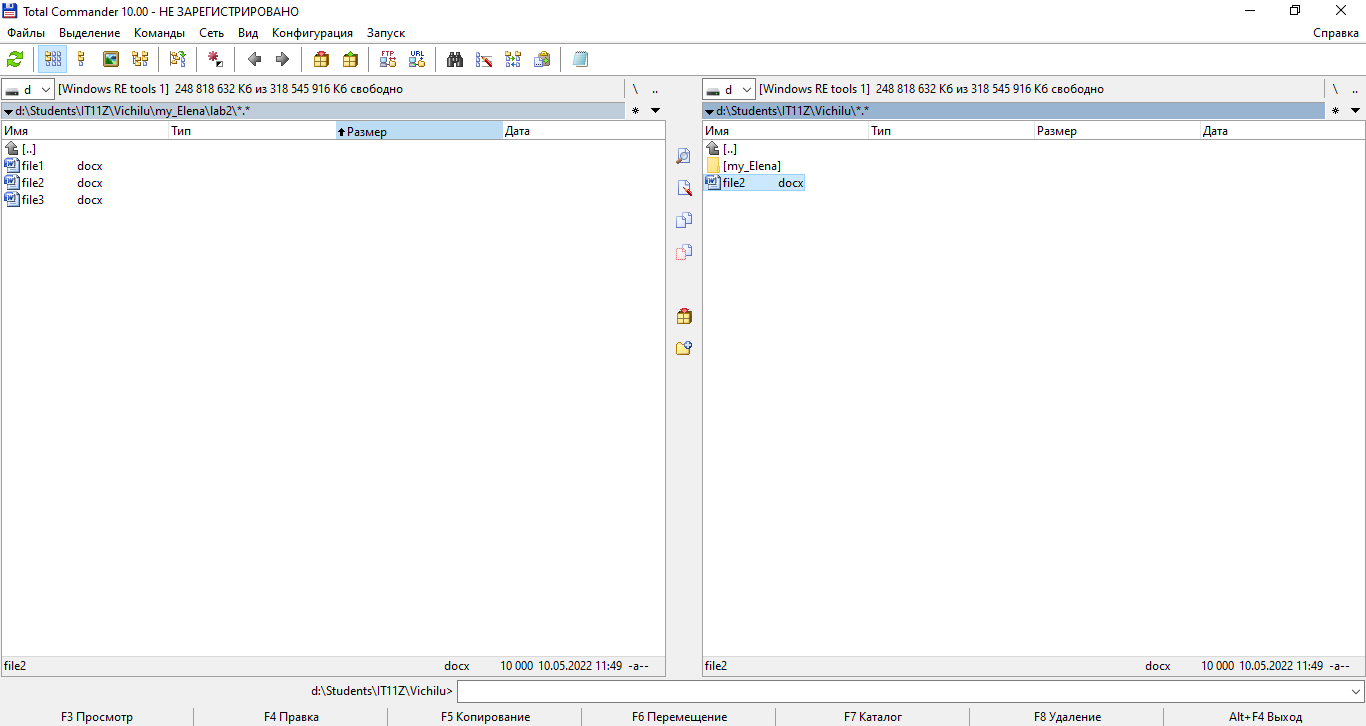 Total Commander 10.00 - НЕ ЗАРЕГИСТРИРОВАНО
Файлы Выделение Команды Сеть Вид Конфигурация Запуск Справка
FTP URL
d [Windows RE tools 1] 248 818 632 Кб из 318 545 916 Кб свободно \ ..
d:\Students\IT11Z\Vichilu\my_Elena\lab2\*.* *
Имя Тип Размер Дата
[..]
file1 docx
file2 docx
file3 docx
file2 docx 10 000 10.05.2022 11:49 -a--
d [Windows RE tools 1] 248 818 632 Кб из 318 545 916 Кб свободно \ ..
d:\Students\IT11Z\Vichilu\*.* *
Имя Тип Размер Дата
[..]
[my_Elena]
file2 docx
file2 docx 10 000 10.05.2022 11:49 -a--
d:\Students\IT11Z\Vichilu>
F3 Просмотр F4 Правка F5 Копирование F6 Перемещение F7 Каталог F8 Удаление Alt+F4 Выход